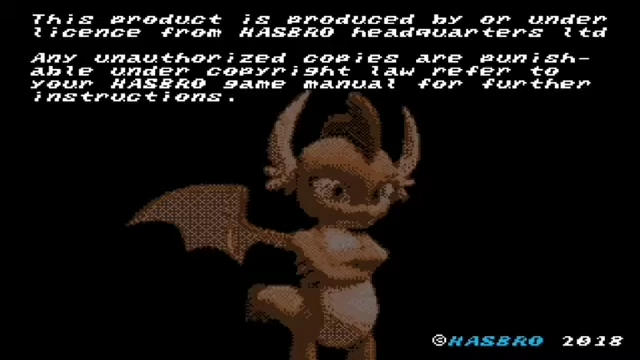 This product is produced by or under
licence from HASBRO headquarters ltd
Any unauthorized copies are punish-
able under copyright law refer to
your HASBRO game manual for further
instructions.
©HASBRO 2018